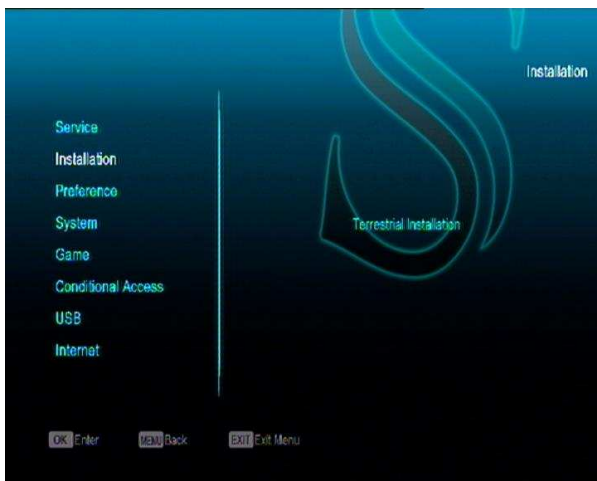 Installation
Service
Installation
Preference
System
Terrestrial Installation
Game
Conditional Access
USB
Internet
OK Enter
MENU Back
EXIT Exit Menu